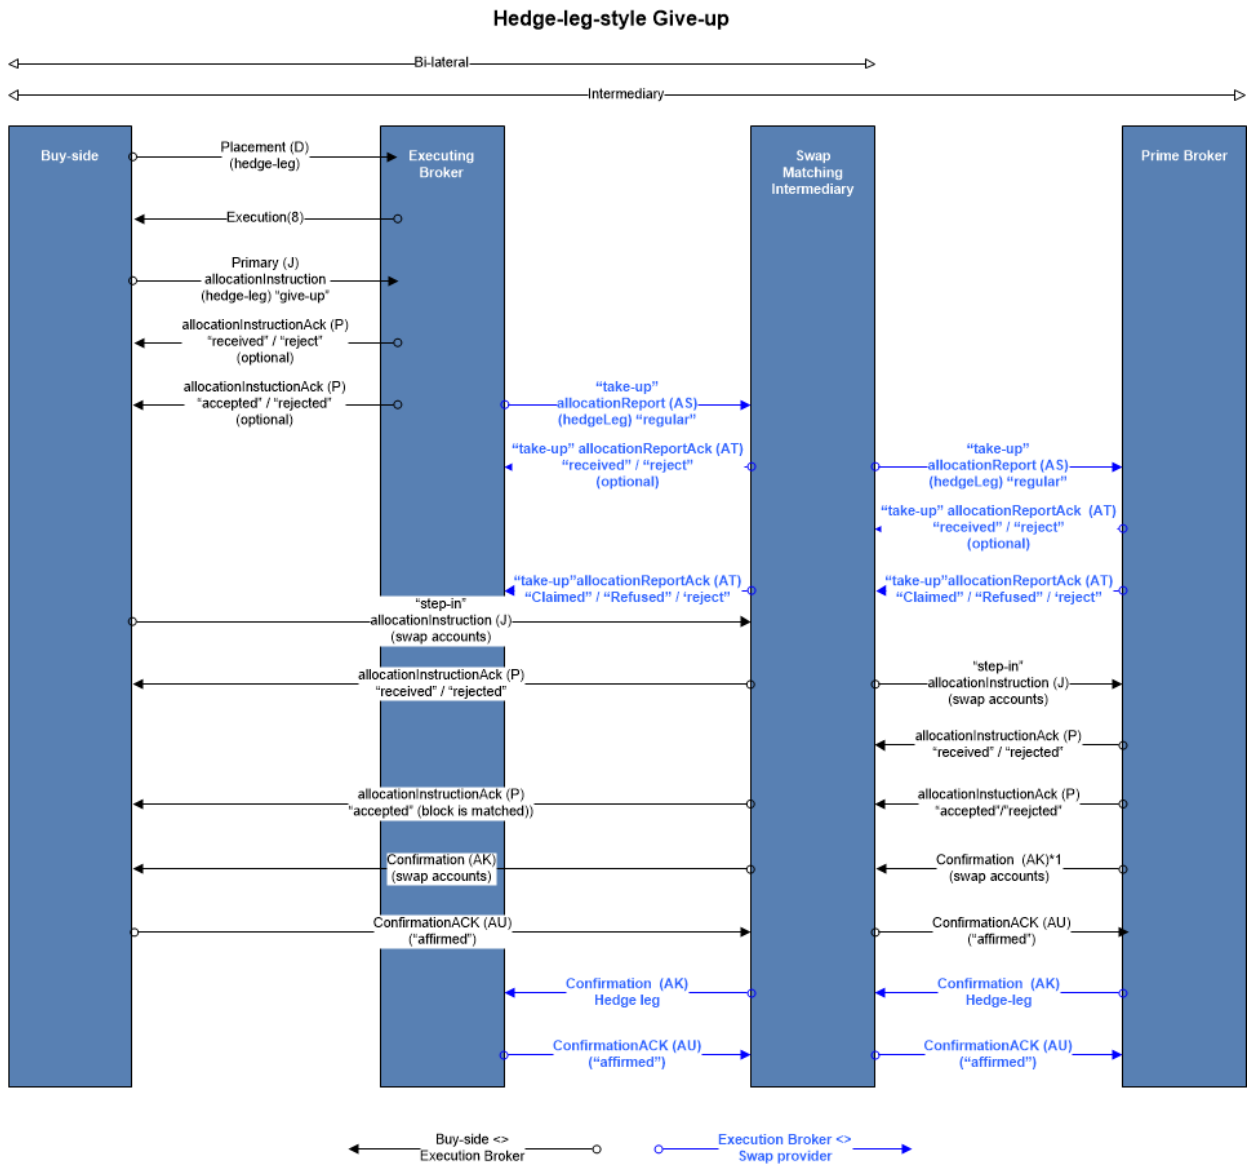 Hedge-leg-style Give-up
Bi-lateral
Intermediary
Buy-side
Executing
Broker
Swap
Matching
Intermediary
Prime Broker
Placement (D)
(hedge-leg)
Execution(8)
Primary (J)
allocationInstruction
(hedge-leg) “give-up”
allocationInstructionAck (P)
“received” / “reject”
(optional)
allocationInstuctionAck (P)
“accepted” / “rejected”
(optional)
“take-up”
allocationReport (AS)
(hedgeLeg) “regular”
“take-up” allocationReportAck (AT)
“received” / “reject”
(optional)
“take-up”
allocationReport (AS)
(hedgeLeg) “regular”
“take-up” allocationReportAck (AT)
“received” / “reject”
(optional)
“take-up”allocationReportAck (AT)
“Claimed” / “Refused” / ‘reject”
“take-up”allocationReportAck (AT)
“Claimed” / “Refused” / ‘reject”
“step-in”
allocationInstruction (J)
(swap accounts)
allocationInstructionAck (P)
“received” / “rejected”
“step-in”
allocationInstruction (J)
(swap accounts)
allocationInstructionAck (P)
“received” / “rejected”
allocationInstuctionAck (P)
“accepted” (block is matched))
allocationInstuctionAck (P)
“accepted”/”reejcted”
Confirmation (AK)
(swap accounts)
Confirmation (AK)*1
(swap accounts)
ConfirmationACK (AU)
(“affirmed”)
ConfirmationACK (AU)
(“affirmed”)
Confirmation (AK)
Hedge leg
Confirmation (AK)
Hedge-leg
ConfirmationACK (AU)
(“affirmed”)
ConfirmationACK (AU)
(“affirmed”)
Buy-side <>
Execution Broker
Execution Broker <>
Swap provider